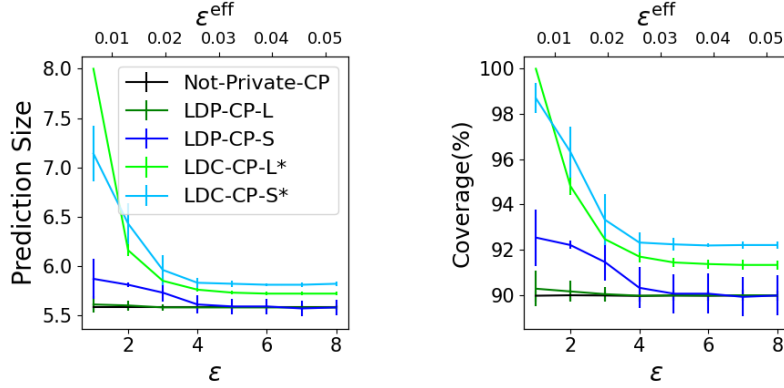 ε^eff
0.01 0.02 0.03 0.04 0.05
8.0
7.5
7.0
6.5
6.0
5.5
Prediction Size
Not-Private-CP
LDP-CP-L
LDP-CP-S
LDC-CP-L*
LDC-CP-S*
2 4 6 8
ε
ε^eff
0.01 0.02 0.03 0.04 0.05
100
98
96
94
92
90
Coverage(%)
2 4 6 8
ε